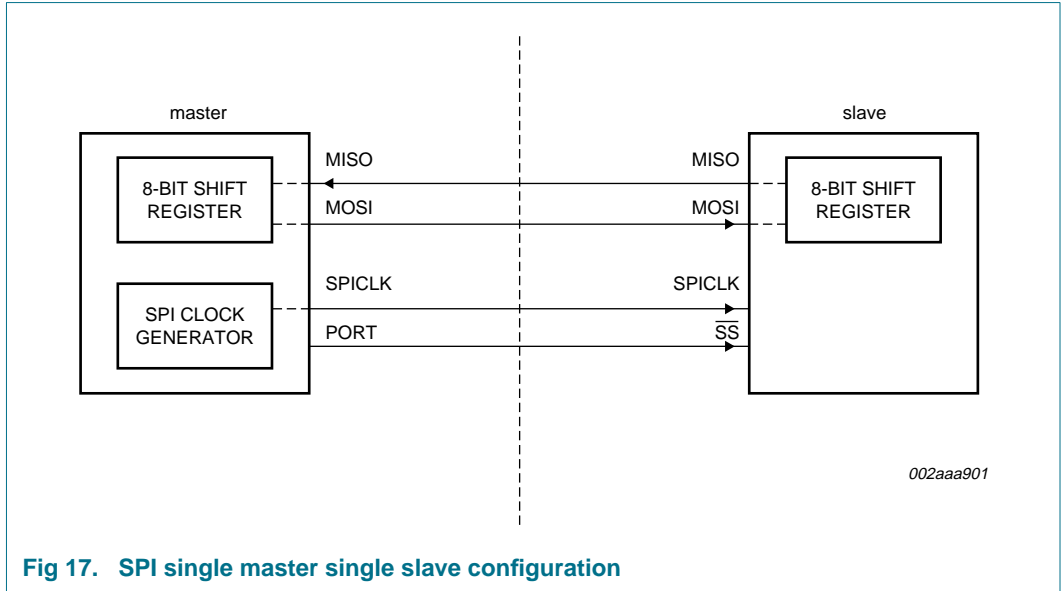 master
slave
8-BIT SHIFT
REGISTER
MISO
MISO
8-BIT SHIFT
REGISTER
MOSI
MOSI
SPI CLOCK
GENERATOR
SPICLK
SPICLK
PORT
S̅S̅
002aaa901
Fig 17. SPI single master single slave configuration